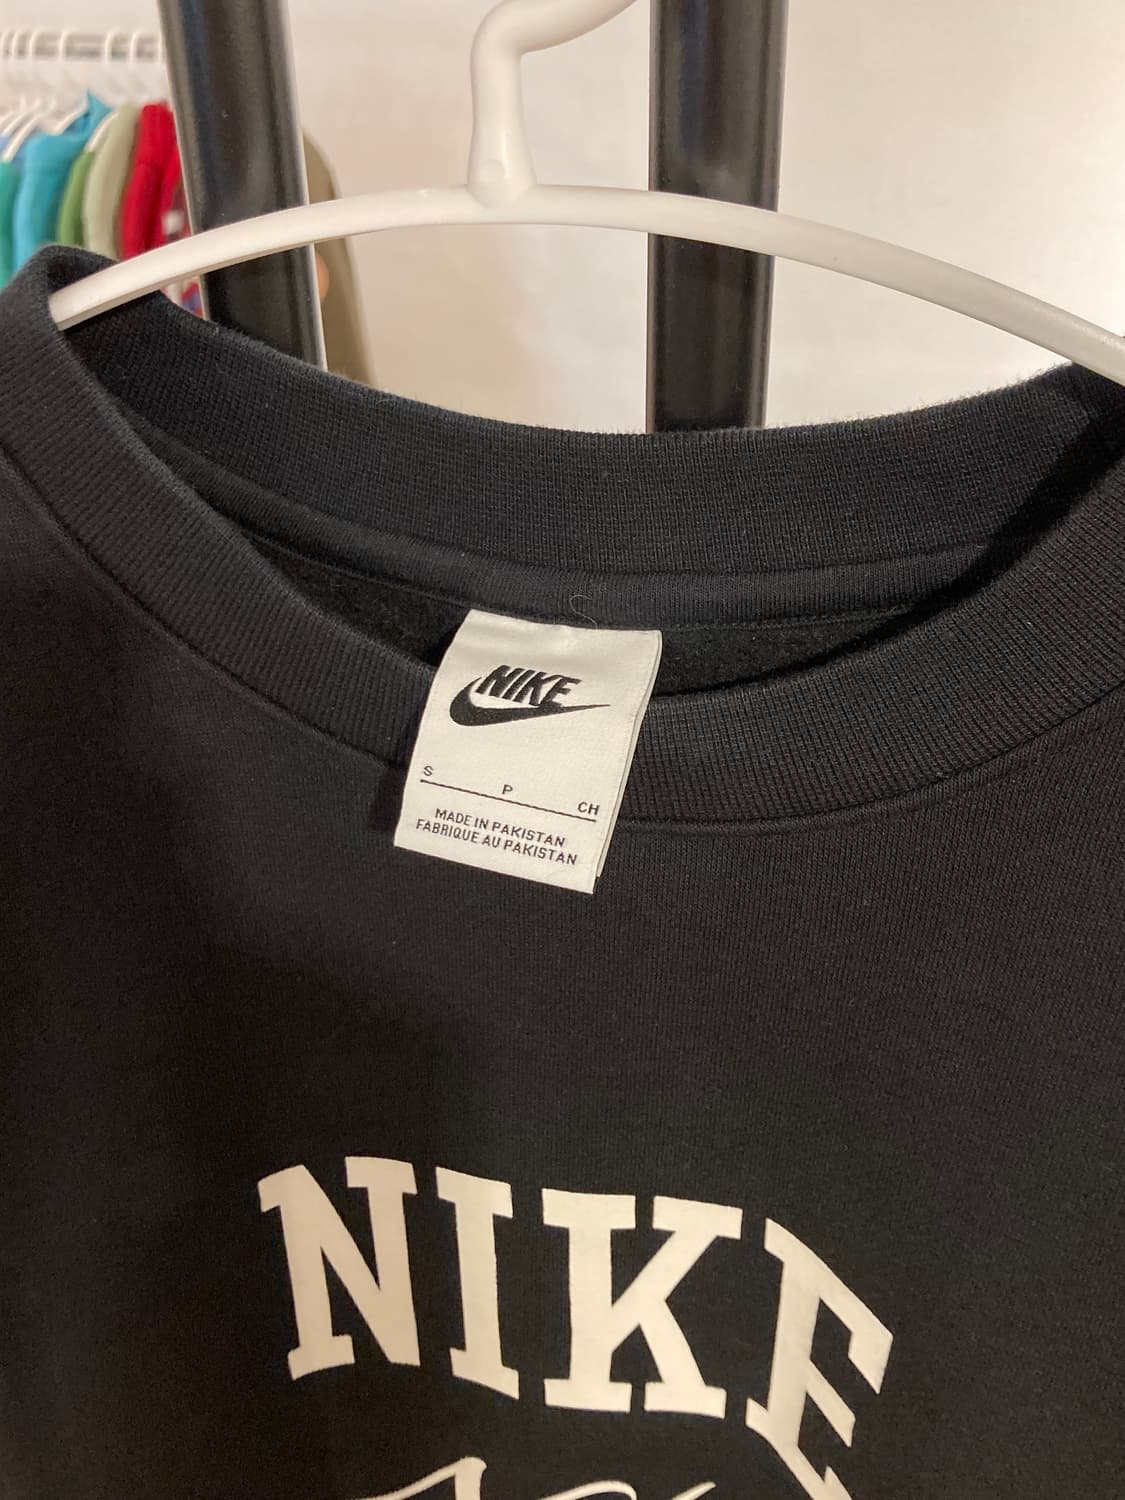 NIKE
S
P
CH
MADE IN PAKISTAN
FABRIQUE AU PAKISTAN
NIKE